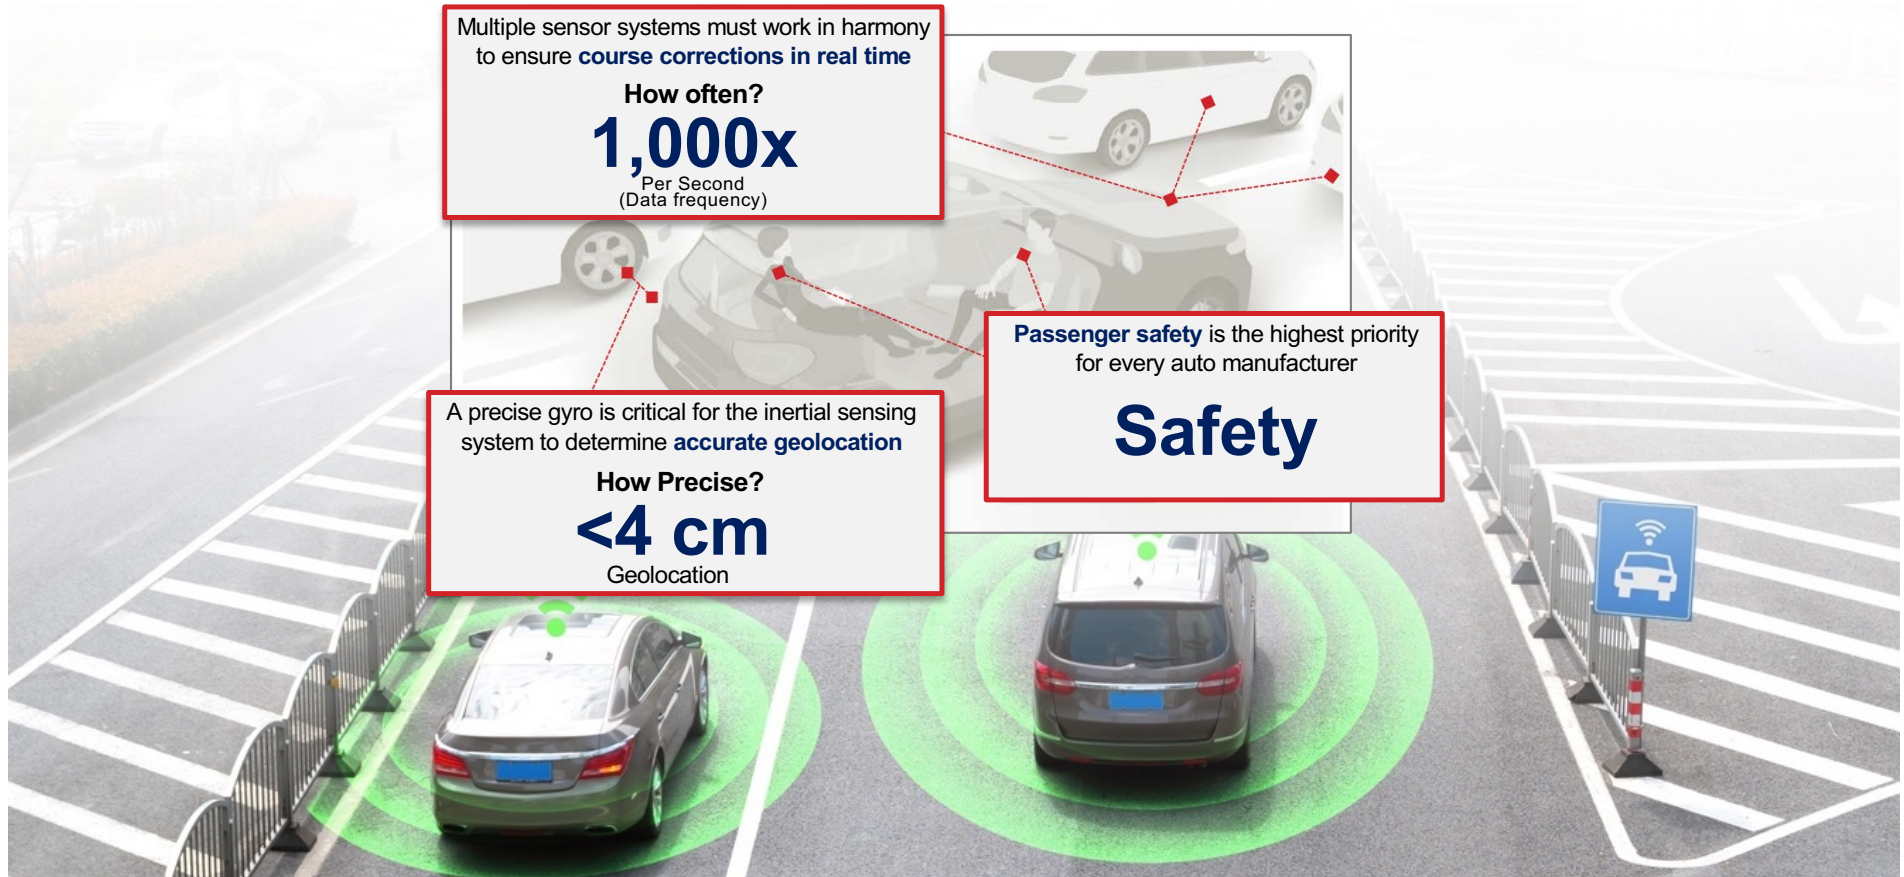 Multiple sensor systems must work in harmony
to ensure course corrections in real time
How often?
1,000x
Per Second
(Data frequency)
Passenger safety is the highest priority
for every auto manufacturer
Safety
A precise gyro is critical for the inertial sensing
system to determine accurate geolocation
How Precise?
<4 cm
Geolocation